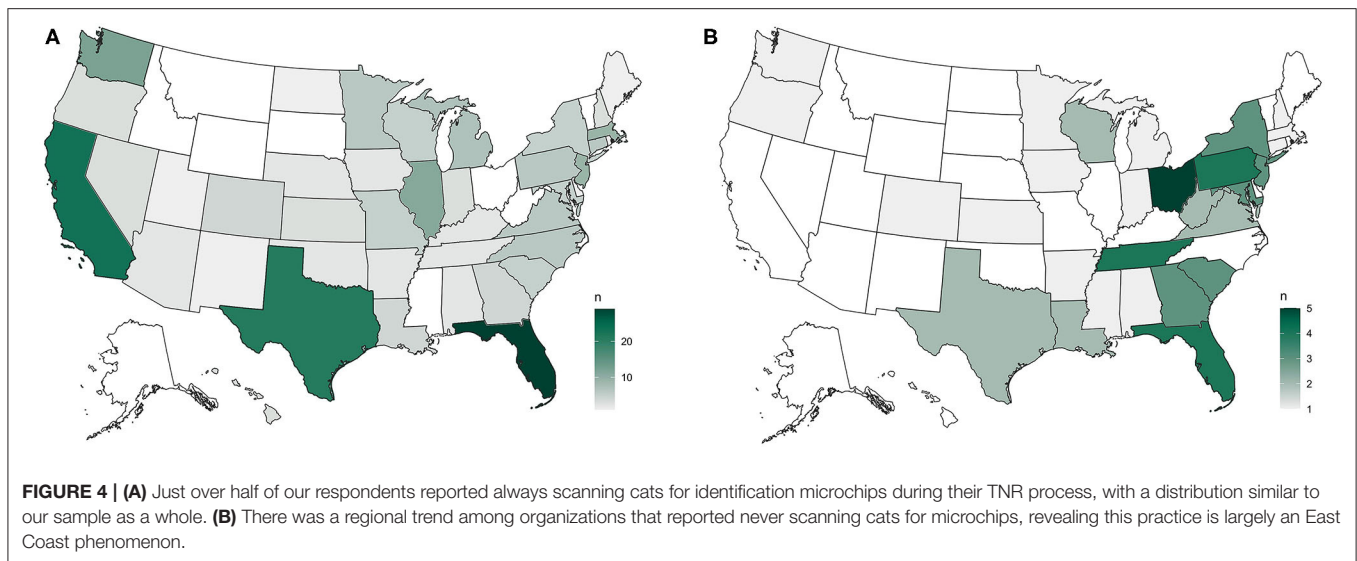 A
B
n
20
10
n
5
4
3
2
1
FIGURE 4 | (A) Just over half of our respondents reported always scanning cats for identification microchips during their TNR process, with a distribution similar to
our sample as a whole. (B) There was a regional trend among organizations that reported never scanning cats for microchips, revealing this practice is largely an East
Coast phenomenon.